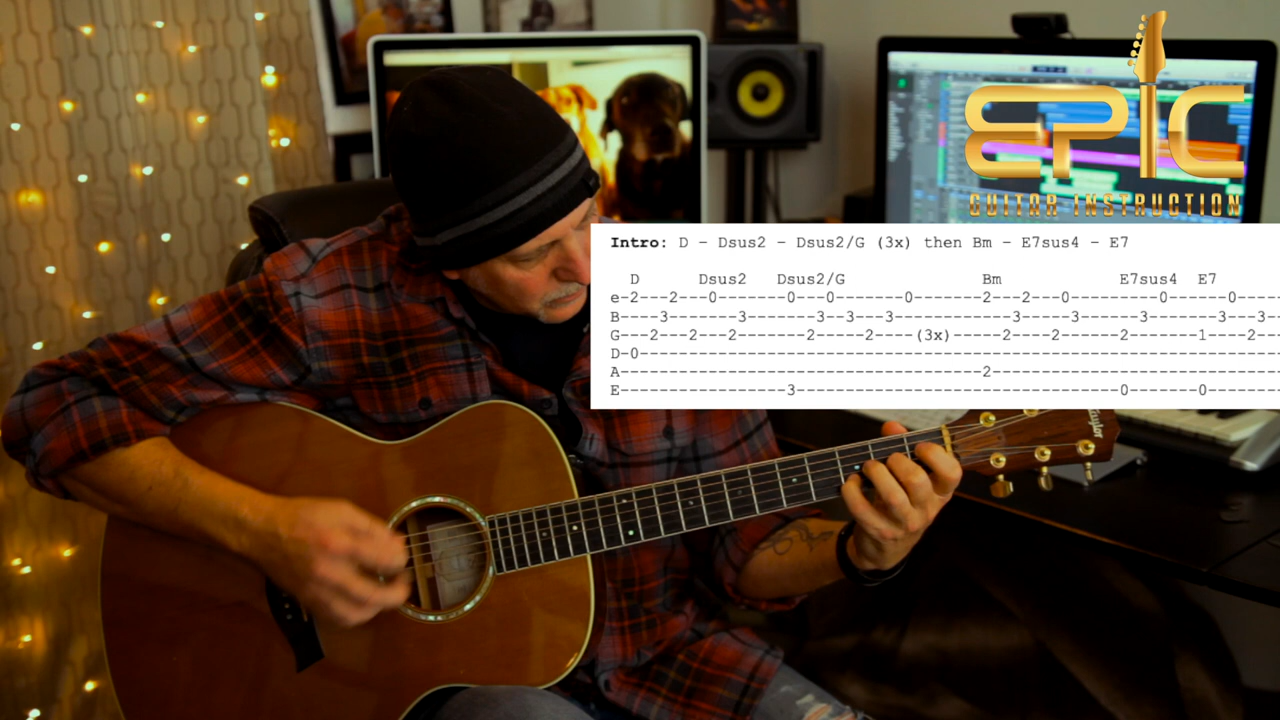 EPIC
GUITAR INSTRUCTION
Intro: D - Dsus2 - Dsus2/G (3x) then Bm - E7sus4 - E7
D Dsus2 Dsus2/G Bm E7sus4 E7
e-2---2---0-------0---0-------0-------2---2---0---------0------0----
B----3-------3-------3--3---3------------3-----3------3-------3---3-
G---2---2---2-------2-----2----(3x)-----2----2------2-------1----2--
D-0-----------------------------------------------------------------
A-------------------------------------2-----------------------------
E-----------------3---------------------------------0-------0-------
Taylor